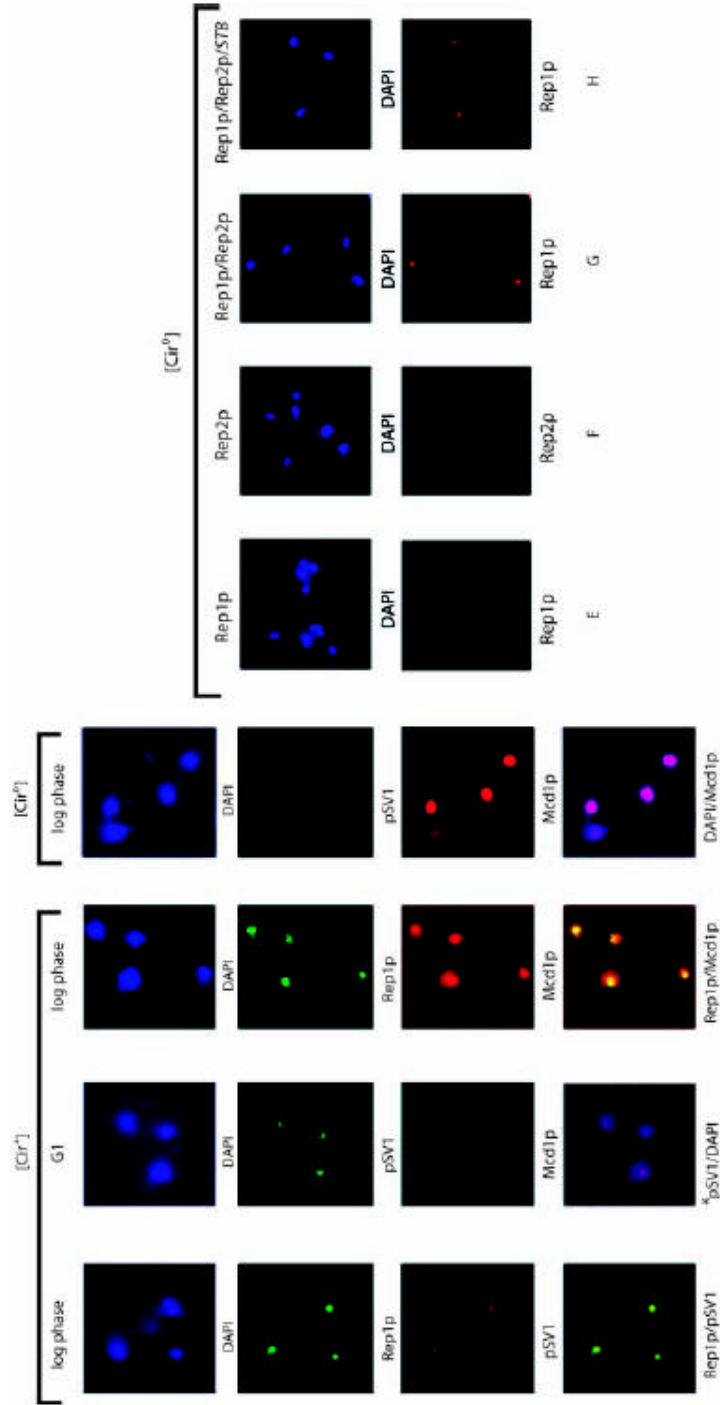 [Cir⁺]
log phase G1 log phase
DAPI DAPI DAPI
Rep1p pSV1 Rep1p
pSV1 Mcd1p Mcd1p
Rep1p/pSV1 *pSV1/DAPI Rep1p/Mcd1p
[Cir⁰]
log phase
DAPI
pSV1
Mcd1p
DAPI/Mcd1p
[Cir⁰]
Rep1p Rep2p Rep1p/Rep2p Rep1p/Rep2p/STB
DAPI DAPI DAPI DAPI
Rep1p Rep2p Rep1p Rep1p
E F G H